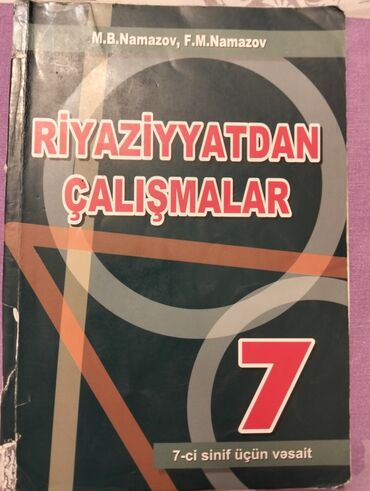 M.B.Namazov, F.M.Namazov
RİYAZİYYATDAN
ÇALIŞMALAR
7
7-ci sinif üçün vəsait